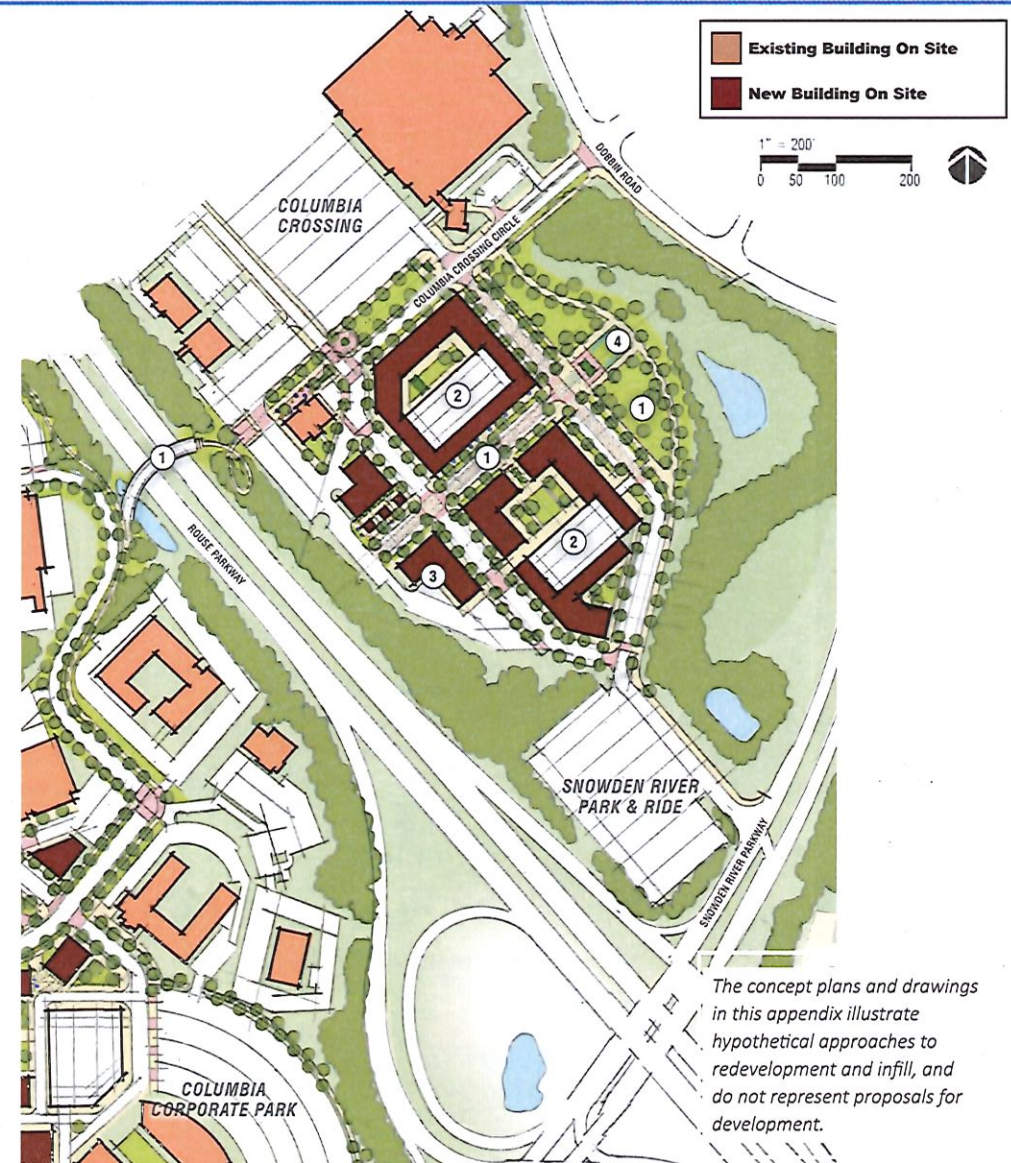 Existing Building On Site
New Building On Site
1" = 200'
0 50 100 200
DOBBIN ROAD
COLUMBIA
CROSSING
COLUMBIA CROSSING CIRCLE
4
2
1
1
1
2
ROUSE PARKWAY
3
SNOWDEN RIVER
PARK & RIDE
SNOWDEN RIVER PARKWAY
The concept plans and drawings
in this appendix illustrate
hypothetical approaches to
redevelopment and infill, and
do not represent proposals for
development.
COLUMBIA
CORPORATE PARK